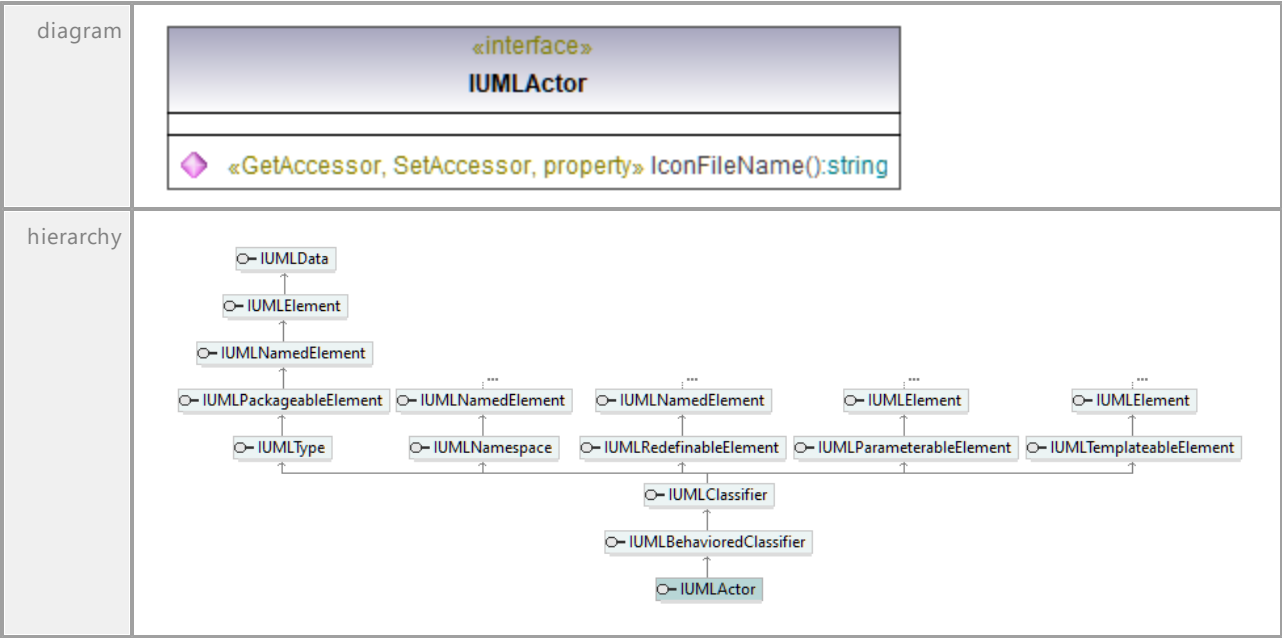 diagram
«interface»
IUMLActor
«GetAccessor, SetAccessor, property» IconFileName():string
hierarchy
IUMLData
IUMLElement
IUMLNamedElement
... ... ... ...
IUMLPackageableElement IUMLNamedElement IUMLNamedElement IUMLElement IUMLElement
IUMLType IUMLNamespace IUMLRedefinableElement IUMLParameterableElement IUMLTemplateableElement
IUMLClassifier
IUMLBehavioredClassifier
IUMLActor